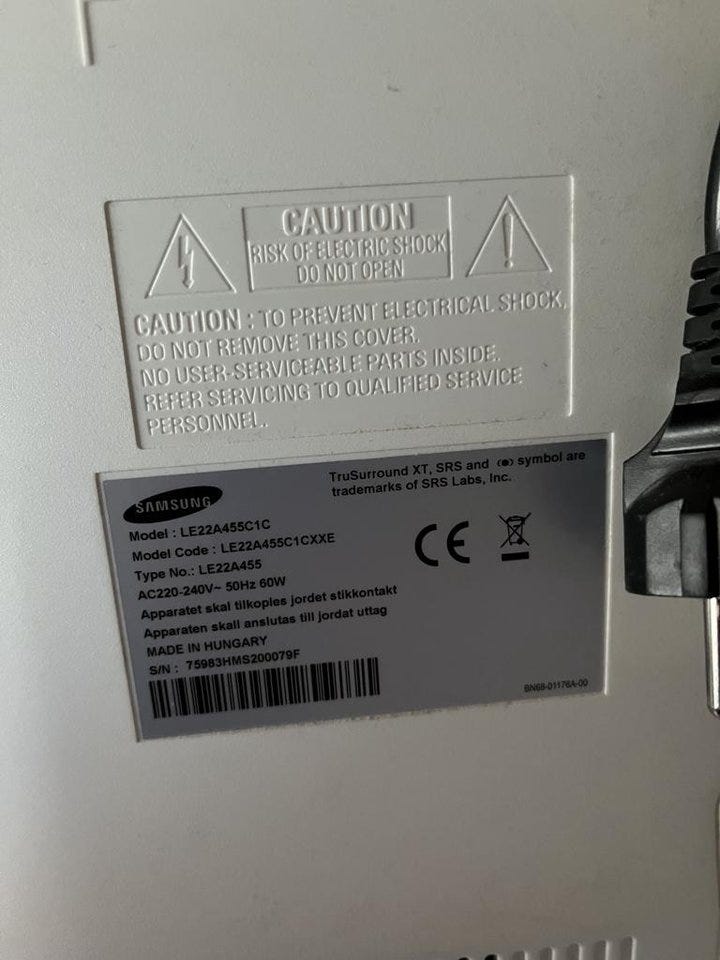 CAUTION
RISK OF ELECTRIC SHOCK
DO NOT OPEN
CAUTION : TO PREVENT ELECTRICAL SHOCK,
DO NOT REMOVE THIS COVER.
NO USER-SERVICEABLE PARTS INSIDE.
REFER SERVICING TO QUALIFIED SERVICE
PERSONNEL.
SAMSUNG
TruSurround XT, SRS and (●) symbol are
trademarks of SRS Labs, Inc.
Model : LE22A455C1C
Model Code : LE22A455C1CXXE
Type No.: LE22A455
AC220-240V~ 50Hz 60W
Apparatet skal tilkoples jordet stikkontakt
Apparaten skall anslutas till jordat uttag
MADE IN HUNGARY
S/N : 75983HMS200079F
CE
BN68-01176A-00